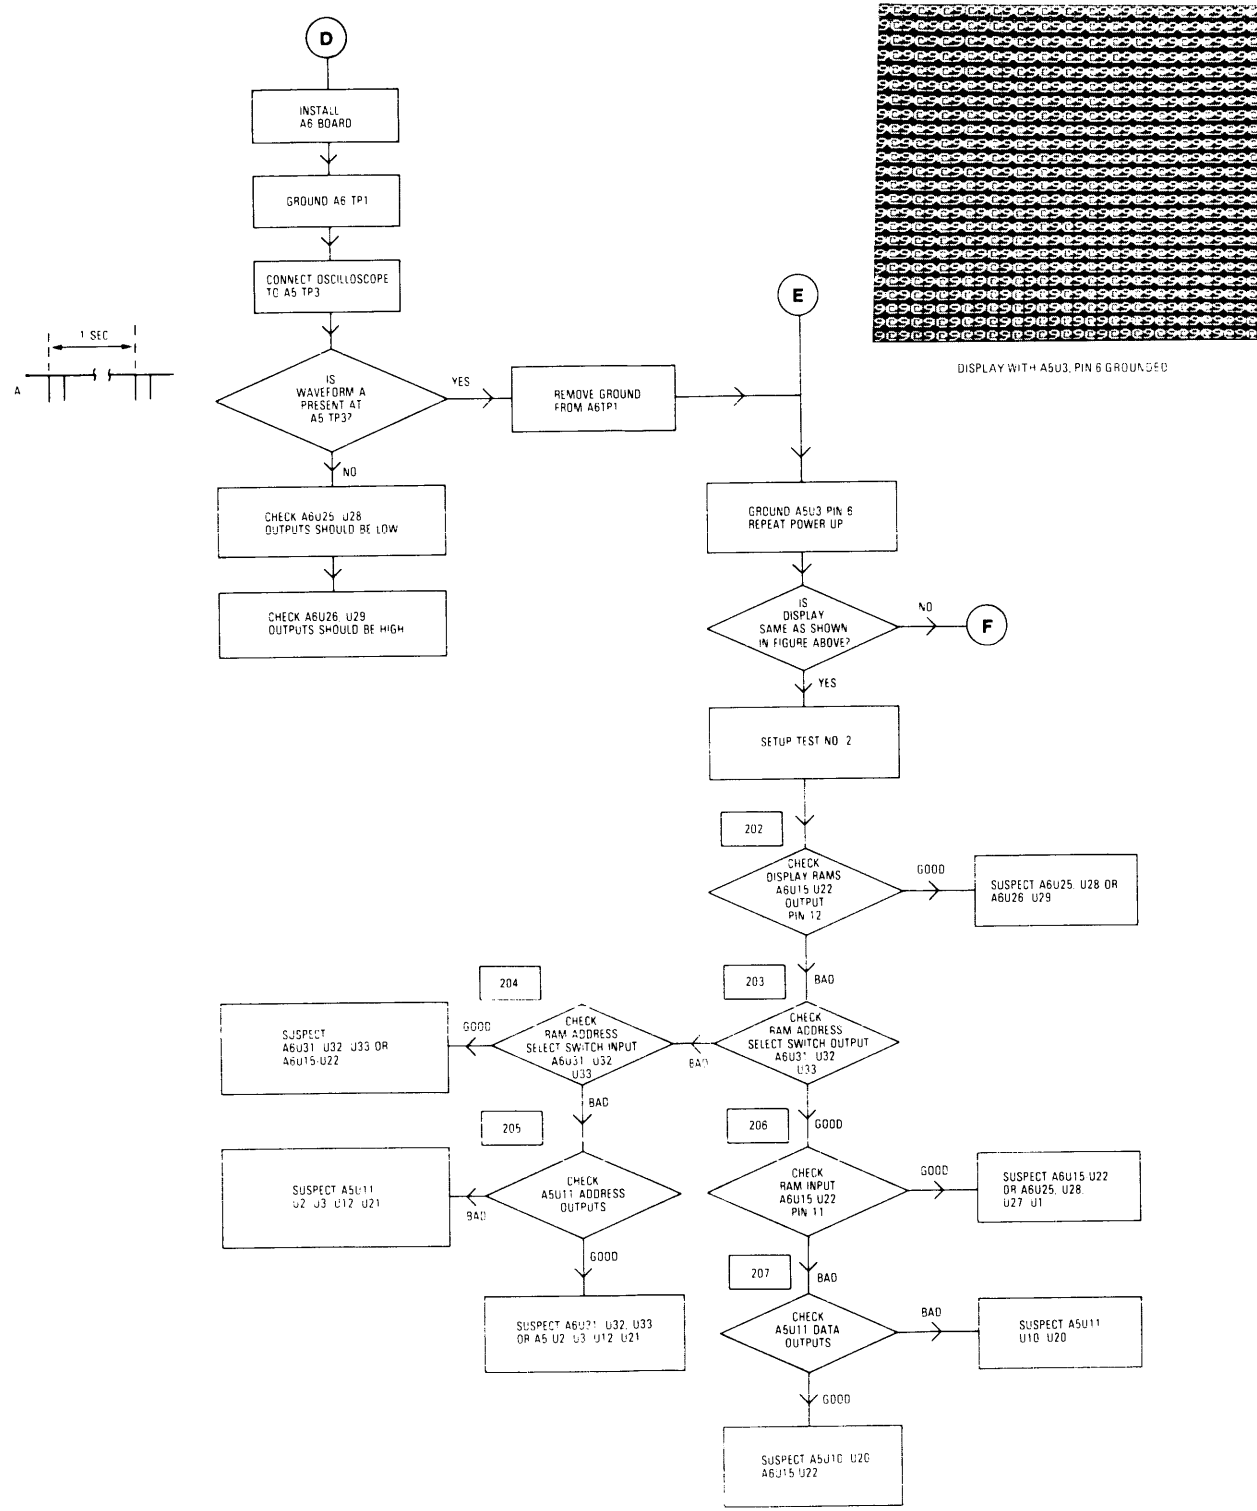 D
INSTALL
A6 BOARD
GROUND A6 TP1
CONNECT OSCILLOSCOPE
TO A5 TP3
1 SEC
A
IS
WAVEFORM A
PRESENT AT
A5 TP3?
YES
REMOVE GROUND
FROM A6TP1
NO
CHECK A6U25, U28
OUTPUTS SHOULD BE LOW
CHECK A6U26, U29
OUTPUTS SHOULD BE HIGH
E
DISPLAY WITH A5U3, PIN 6 GROUNDED
GROUND A5U3 PIN 6
REPEAT POWER UP
IS
DISPLAY
SAME AS SHOWN
IN FIGURE ABOVE?
NO
F
YES
SETUP TEST NO. 2
202
CHECK
DISPLAY RAMS
A6U15-U22
OUTPUT
PIN 12
GOOD
SUSPECT A6U25, U28 OR
A6U26, U29
BAD
203
CHECK
RAM ADDRESS
SELECT SWITCH OUTPUT
A6U31, U32
U33
BAD
204
CHECK
RAM ADDRESS
SELECT SWITCH INPUT
A6U31, U32
U33
GOOD
SUSPECT
A6U31, U32, U33 OR
A6U15-U22
BAD
205
CHECK
A5U11 ADDRESS
OUTPUTS
BAD
SUSPECT A5U11
U2, U3, U12, U21
GOOD
SUSPECT A6U31, U32, U33
OR A5 U2, U3, U12, U21
GOOD
206
CHECK
RAM INPUT
A6U15-U22
PIN 11
GOOD
SUSPECT A6U15-U22
OR A6U25, U28,
U27, U1
BAD
207
CHECK
A5U11 DATA
OUTPUTS
BAD
SUSPECT A5U11
U10, U20
GOOD
SUSPECT A5U10, U20
A6U15-U22